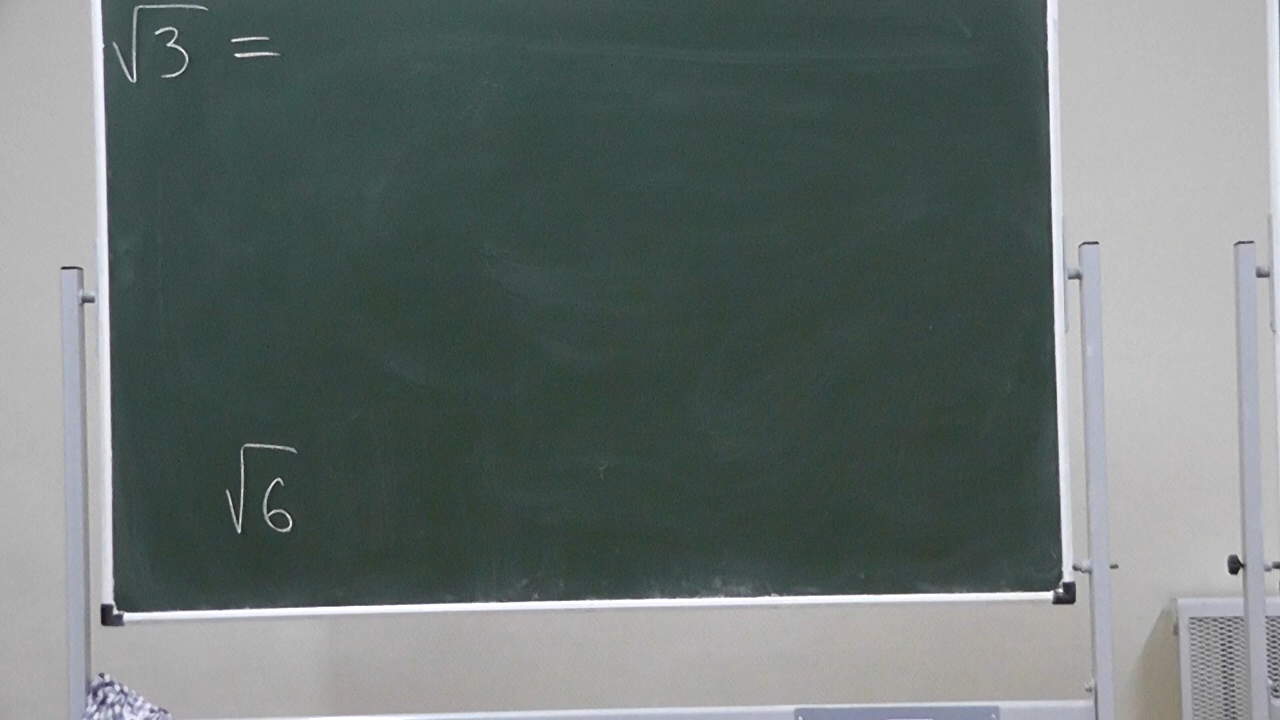 √3 =
√6